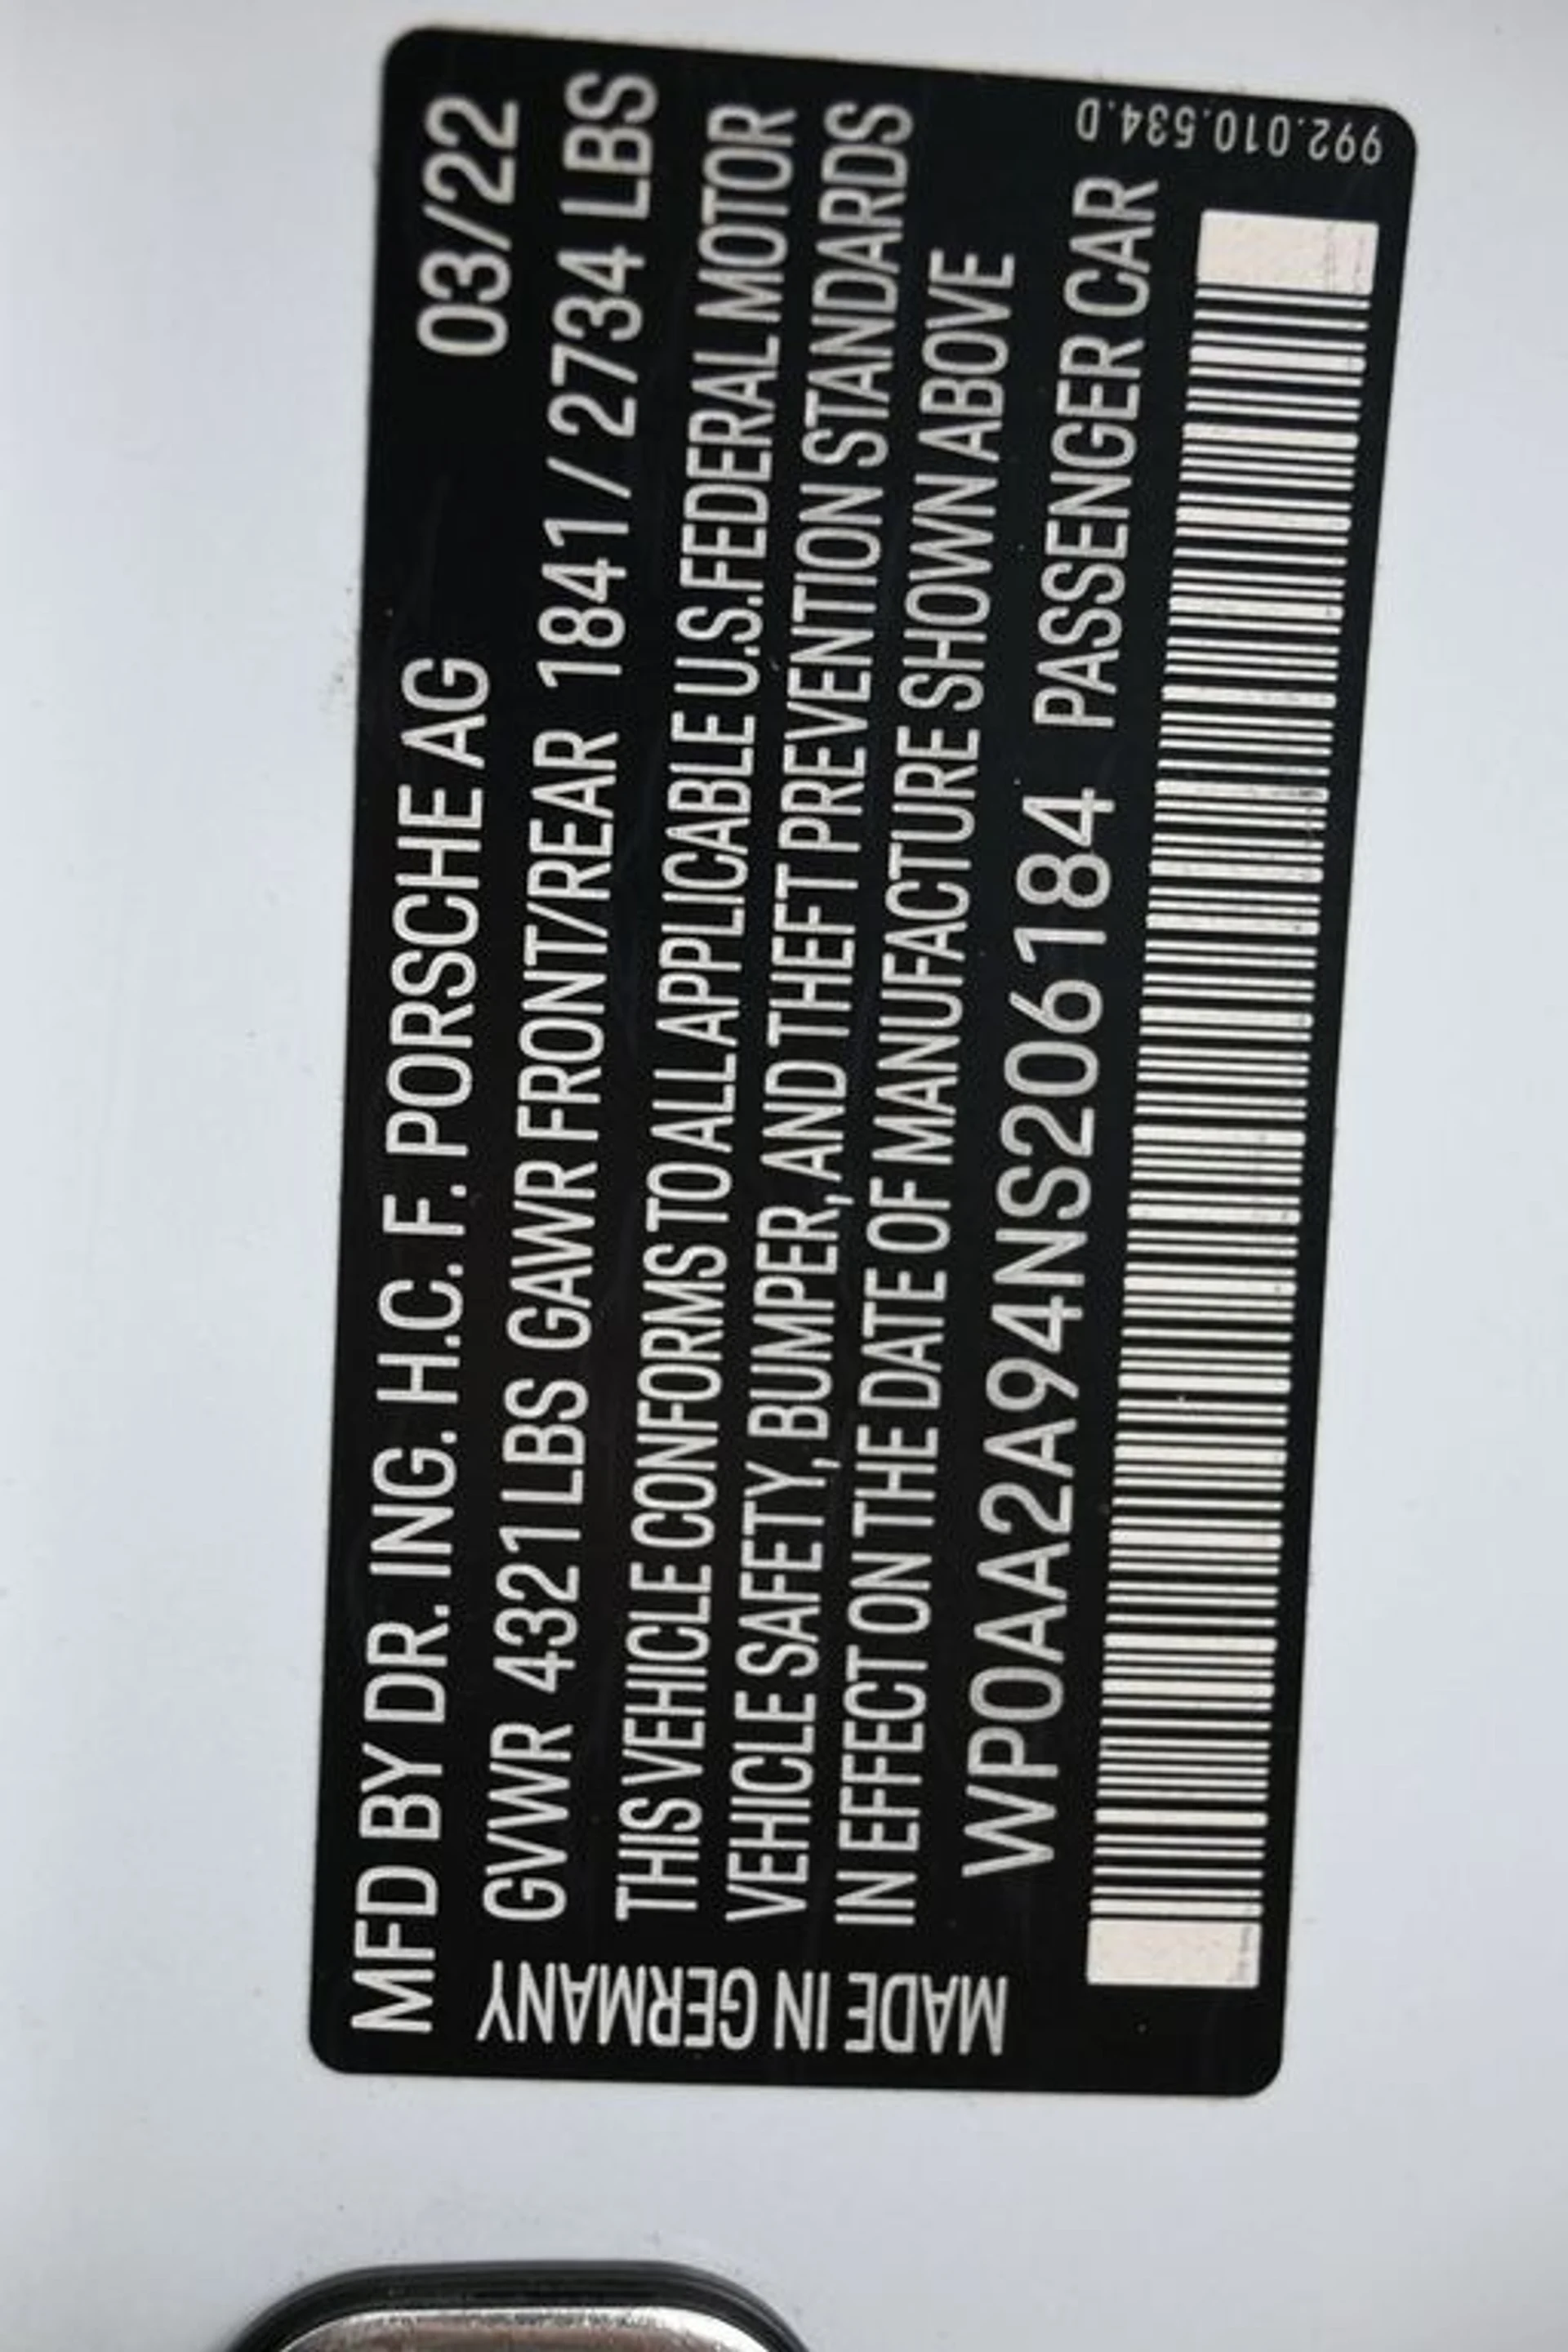 MFD BY DR. ING. H.C. F. PORSCHE AG 03/22
GVWR 4321 LBS GAWR FRONT/REAR 1841 / 2734 LBS
THIS VEHICLE CONFORMS TO ALL APPLICABLE U.S.FEDERAL MOTOR
VEHICLE SAFETY, BUMPER, AND THEFT PREVENTION STANDARDS
IN EFFECT ON THE DATE OF MANUFACTURE SHOWN ABOVE
WP0AA2A94NS206184 PASSENGER CAR
MADE IN GERMANY
992.010.534.D